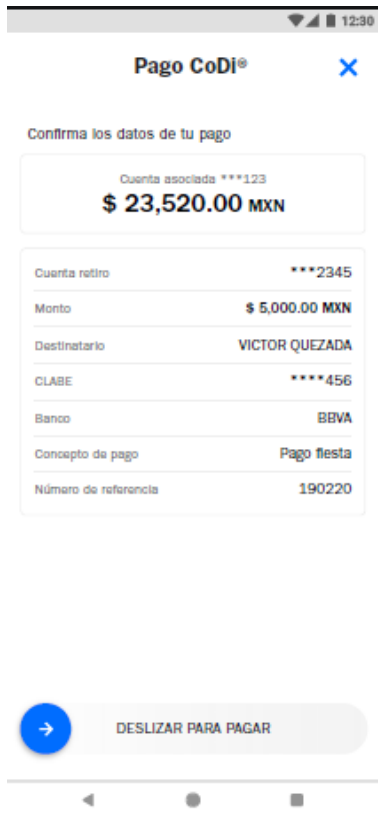 12:30
Pago CoDi®
Confirma los datos de tu pago
Cuenta asociada ***123
$ 23,520.00 MXN
Cuenta retiro ***2345
Monto $ 5,000.00 MXN
Destinatario VICTOR QUEZADA
CLABE ****456
Banco BBVA
Concepto de pago Pago fiesta
Número de referencia 190220
DESLIZAR PARA PAGAR